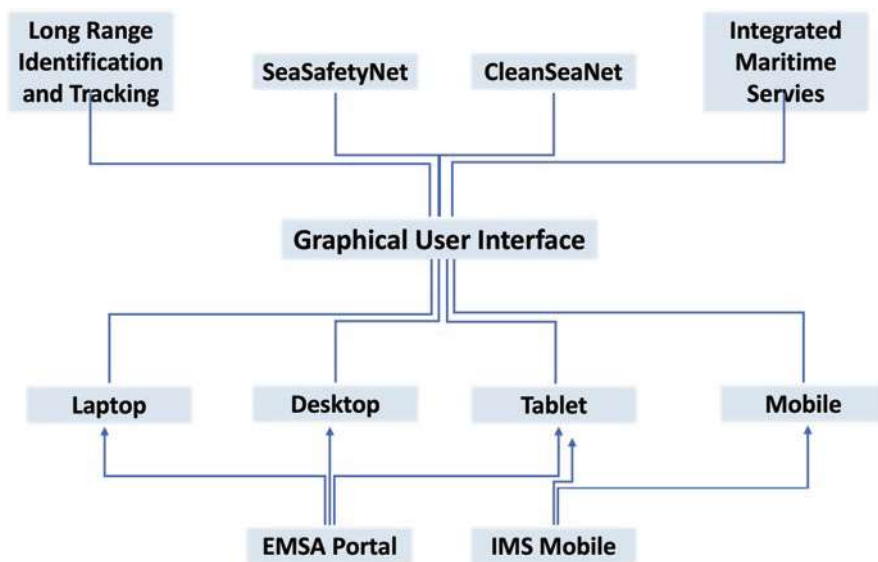 Long Range
Identification
and Tracking
SeaSafetyNet
CleanSeaNet
Integrated
Maritime
Servies
Graphical User Interface
Laptop
Desktop
Tablet
Mobile
EMSA Portal
IMS Mobile